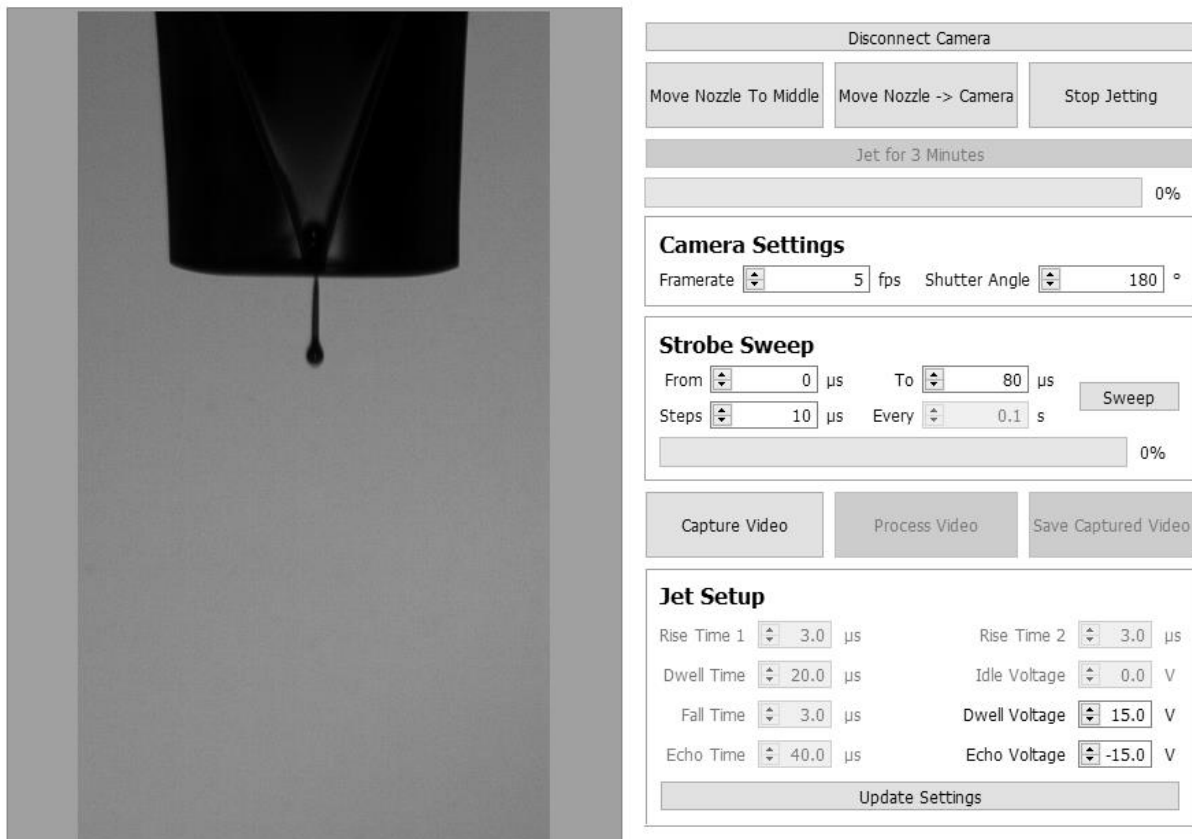 Disconnect Camera
Move Nozzle To Middle Move Nozzle -> Camera Stop Jetting
Jet for 3 Minutes
0%
Camera Settings
Framerate 5 fps Shutter Angle 180 °
Strobe Sweep
From 0 µs To 80 µs
Sweep
Steps 10 µs Every 0.1 s
0%
Capture Video Process Video Save Captured Video
Jet Setup
Rise Time 1 3.0 µs Rise Time 2 3.0 µs
Dwell Time 20.0 µs Idle Voltage 0.0 V
Fall Time 3.0 µs Dwell Voltage 15.0 V
Echo Time 40.0 µs Echo Voltage -15.0 V
Update Settings